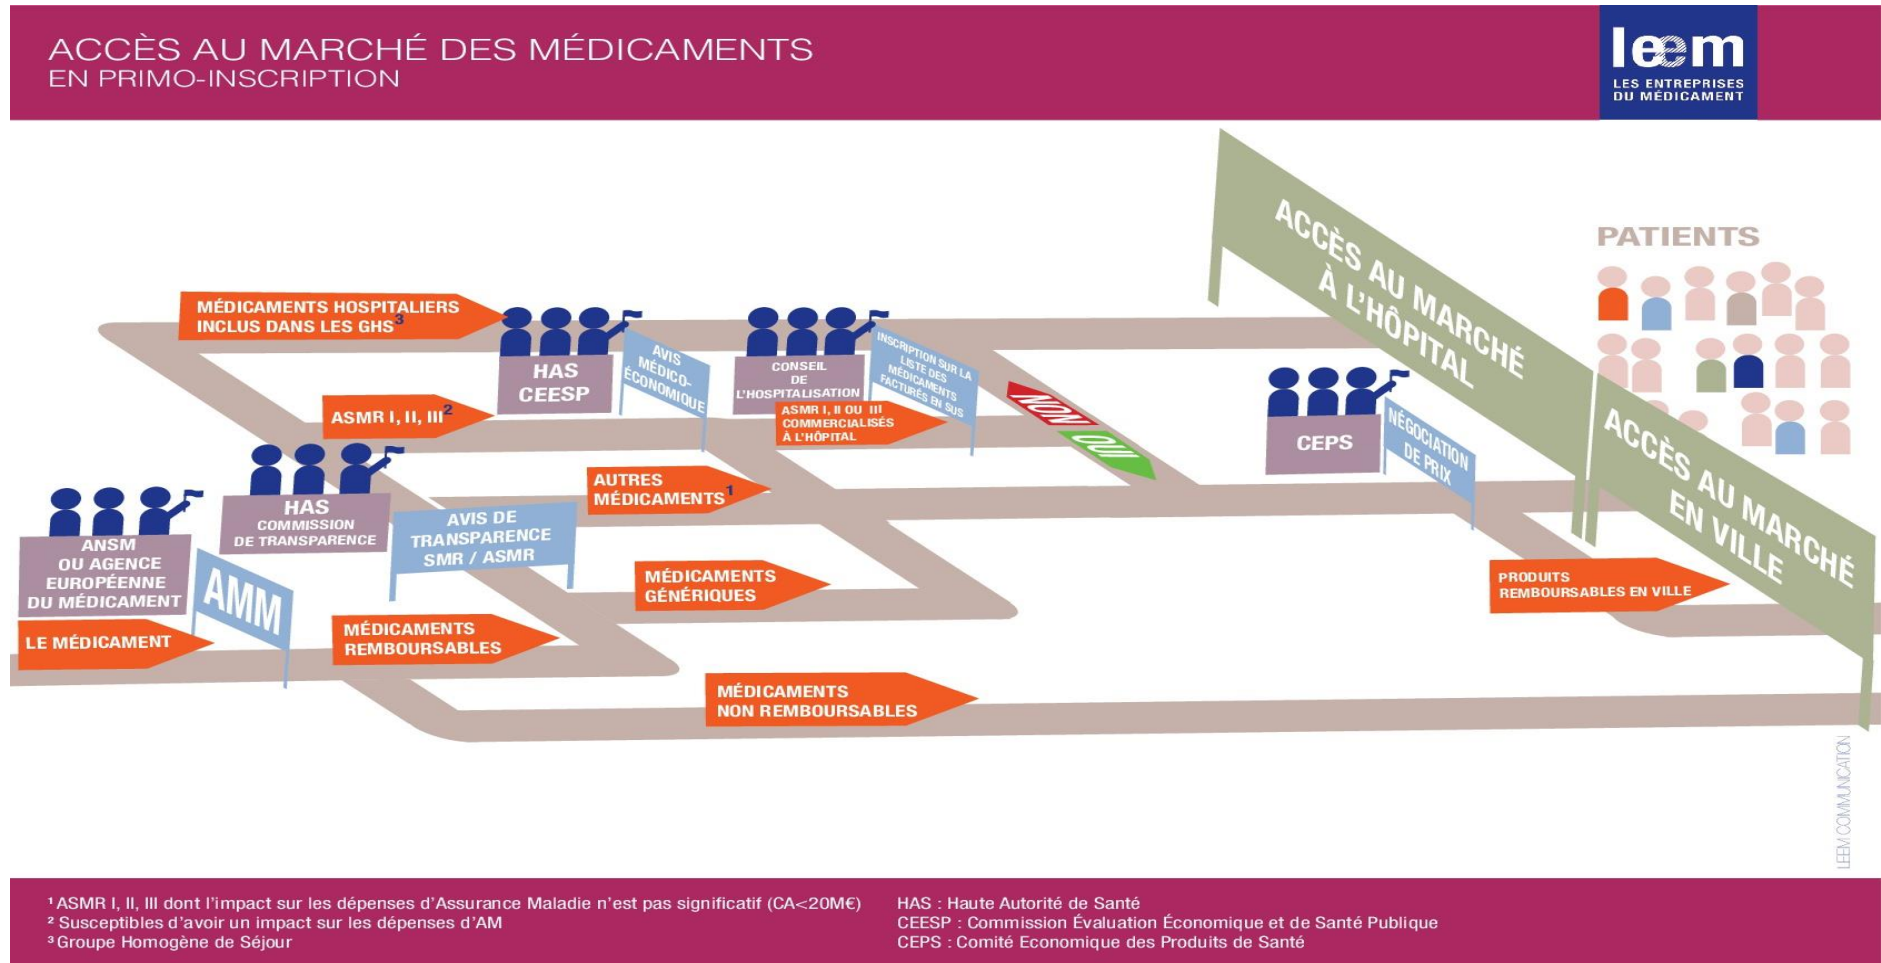 ACCÈS AU MARCHÉ DES MÉDICAMENTS
EN PRIMO-INSCRIPTION
leem
LES ENTREPRISES
DU MÉDICAMENT
PATIENTS
ACCÈS AU MARCHÉ
À L'HÔPITAL
ACCÈS AU MARCHÉ
EN VILLE
MÉDICAMENTS HOSPITALIERS
INCLUS DANS LES GHS³
HAS
CEESP
AVIS
MÉDICO-
ÉCONOMIQUE
CONSEIL
DE
L'HOSPITALISATION
INSCRIPTION SUR LA
LISTE DES
MÉDICAMENTS
FACTURÉS EN SUS
ASMR I, II, III²
ASMR I, II OU III
COMMERCIALISÉS
À L'HÔPITAL
NON
OUI
CEPS
NÉGOCIATION
DE PRIX
HAS
COMMISSION
DE TRANSPARENCE
AVIS DE
TRANSPARENCE
SMR / ASMR
AUTRES
MÉDICAMENTS¹
ANSM
OU AGENCE
EUROPÉENNE
DU MÉDICAMENT
AMM
MÉDICAMENTS
GÉNÉRIQUES
PRODUITS
REMBOURSABLES EN VILLE
LE MÉDICAMENT
MÉDICAMENTS
REMBOURSABLES
MÉDICAMENTS
NON REMBOURSABLES
LEEM COMMUNICATION
¹ ASMR I, II, III dont l'impact sur les dépenses d'Assurance Maladie n'est pas significatif (CA<20M€)
² Susceptibles d'avoir un impact sur les dépenses d'AM
³ Groupe Homogène de Séjour
HAS : Haute Autorité de Santé
CEESP : Commission Évaluation Économique et de Santé Publique
CEPS : Comité Economique des Produits de Santé